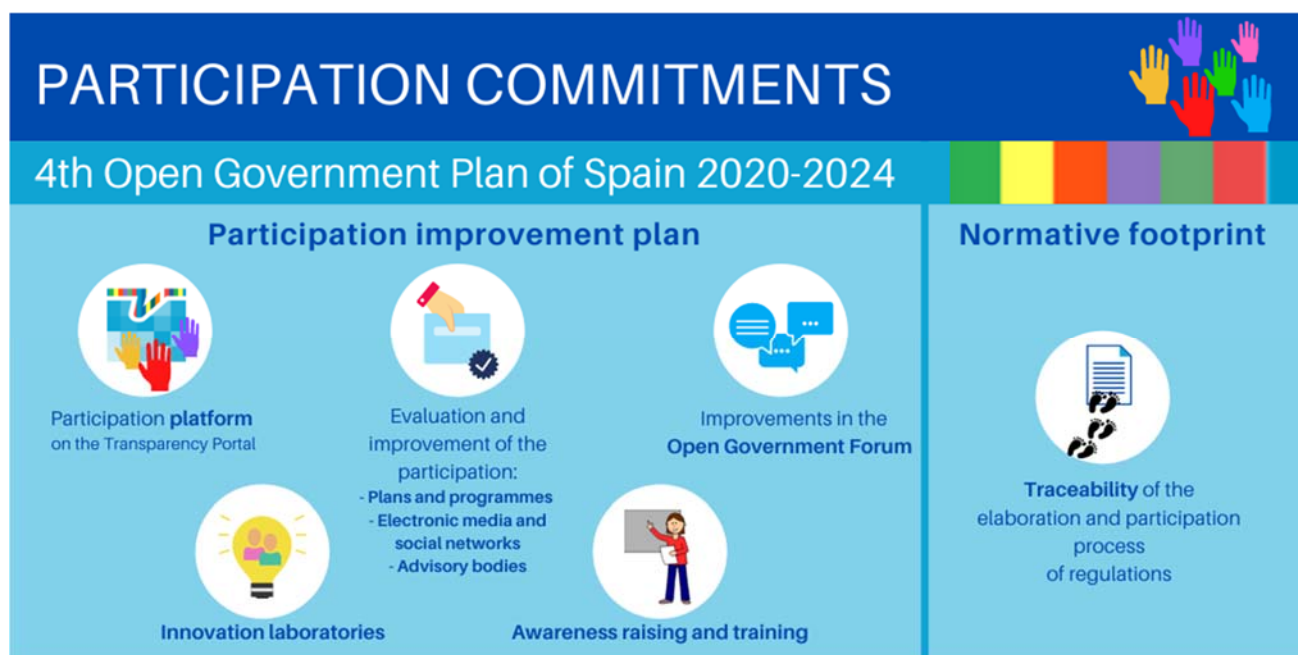 PARTICIPATION COMMITMENTS
4th Open Government Plan of Spain 2020-2024
Participation improvement plan
Participation platform
on the Transparency Portal
Evaluation and
improvement of the
participation:
- Plans and programmes
- Electronic media and
social networks
- Advisory bodies
Improvements in the
Open Government Forum
Innovation laboratories
Awareness raising and training
Normative footprint
Traceability of the
elaboration and participation
process
of regulations